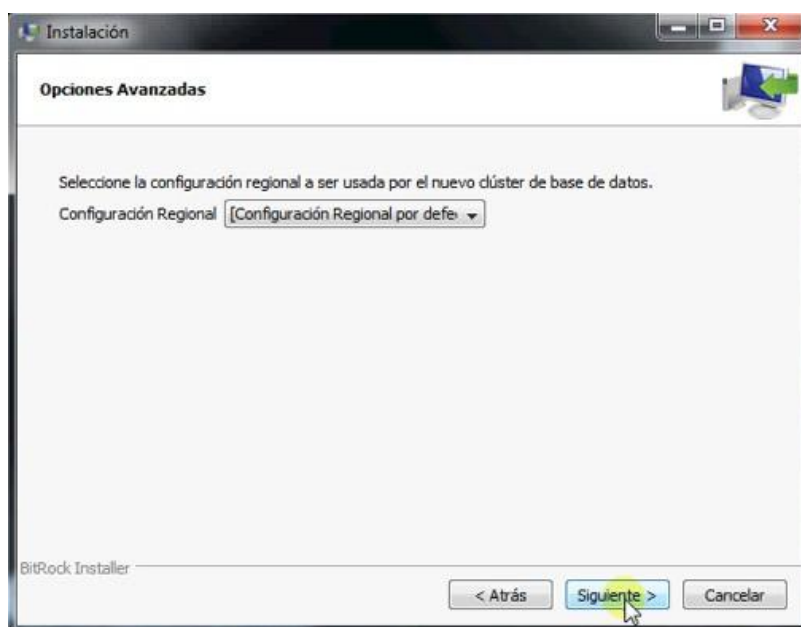 Instalación
Opciones Avanzadas
Seleccione la configuración regional a ser usada por el nuevo clúster de base de datos.
Configuración Regional [Configuración Regional por defe
BitRock Installer
< Atrás Siguiente > Cancelar